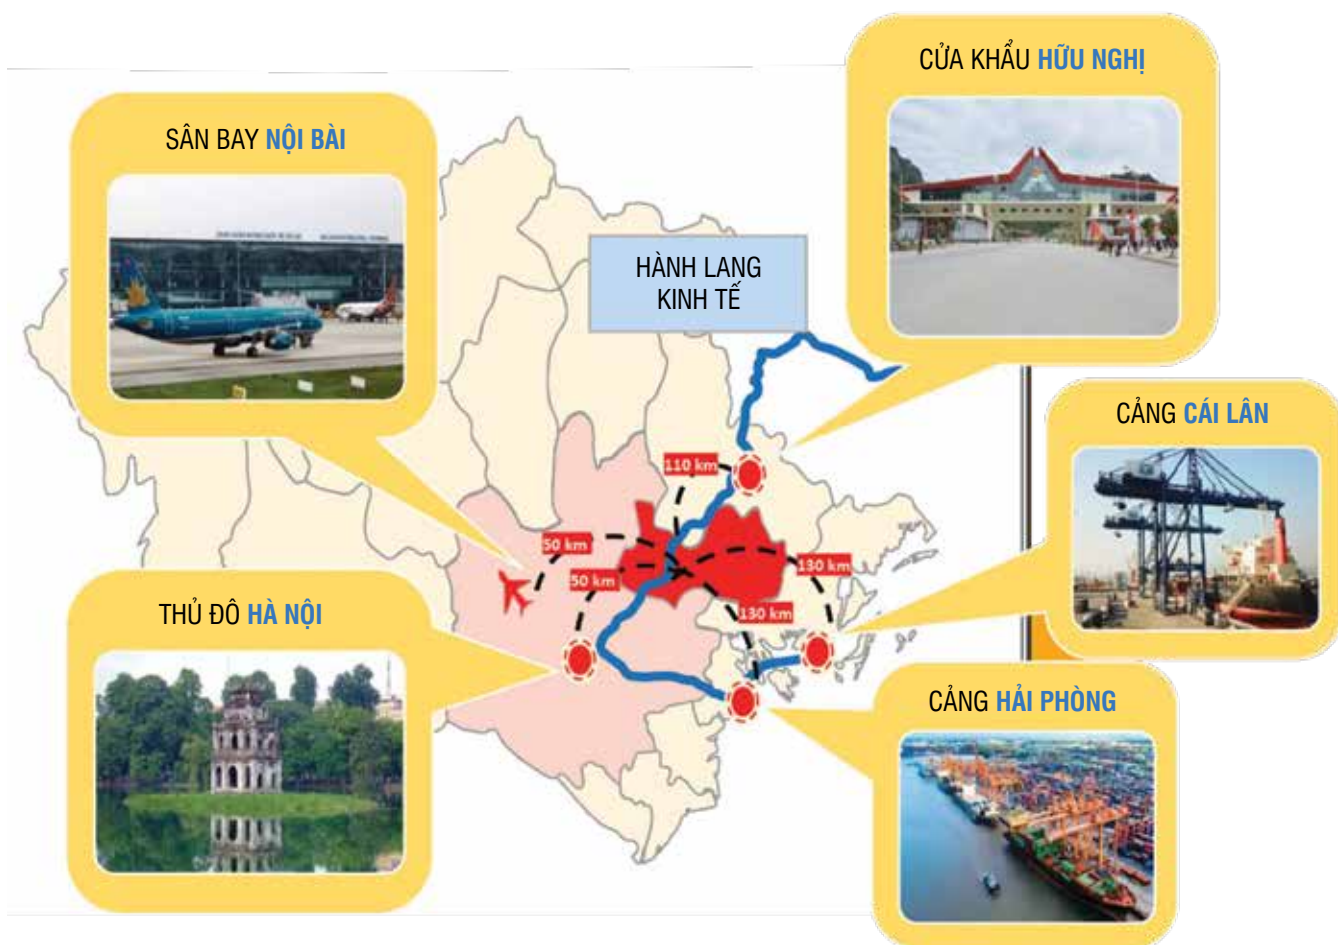 CỬA KHẨU HỮU NGHỊ
SÂN BAY NỘI BÀI
HÀNH LANG
KINH TẾ
CẢNG CÁI LÂN
110 km
50 km
50 km
130 km
130 km
THỦ ĐÔ HÀ NỘI
CẢNG HẢI PHÒNG